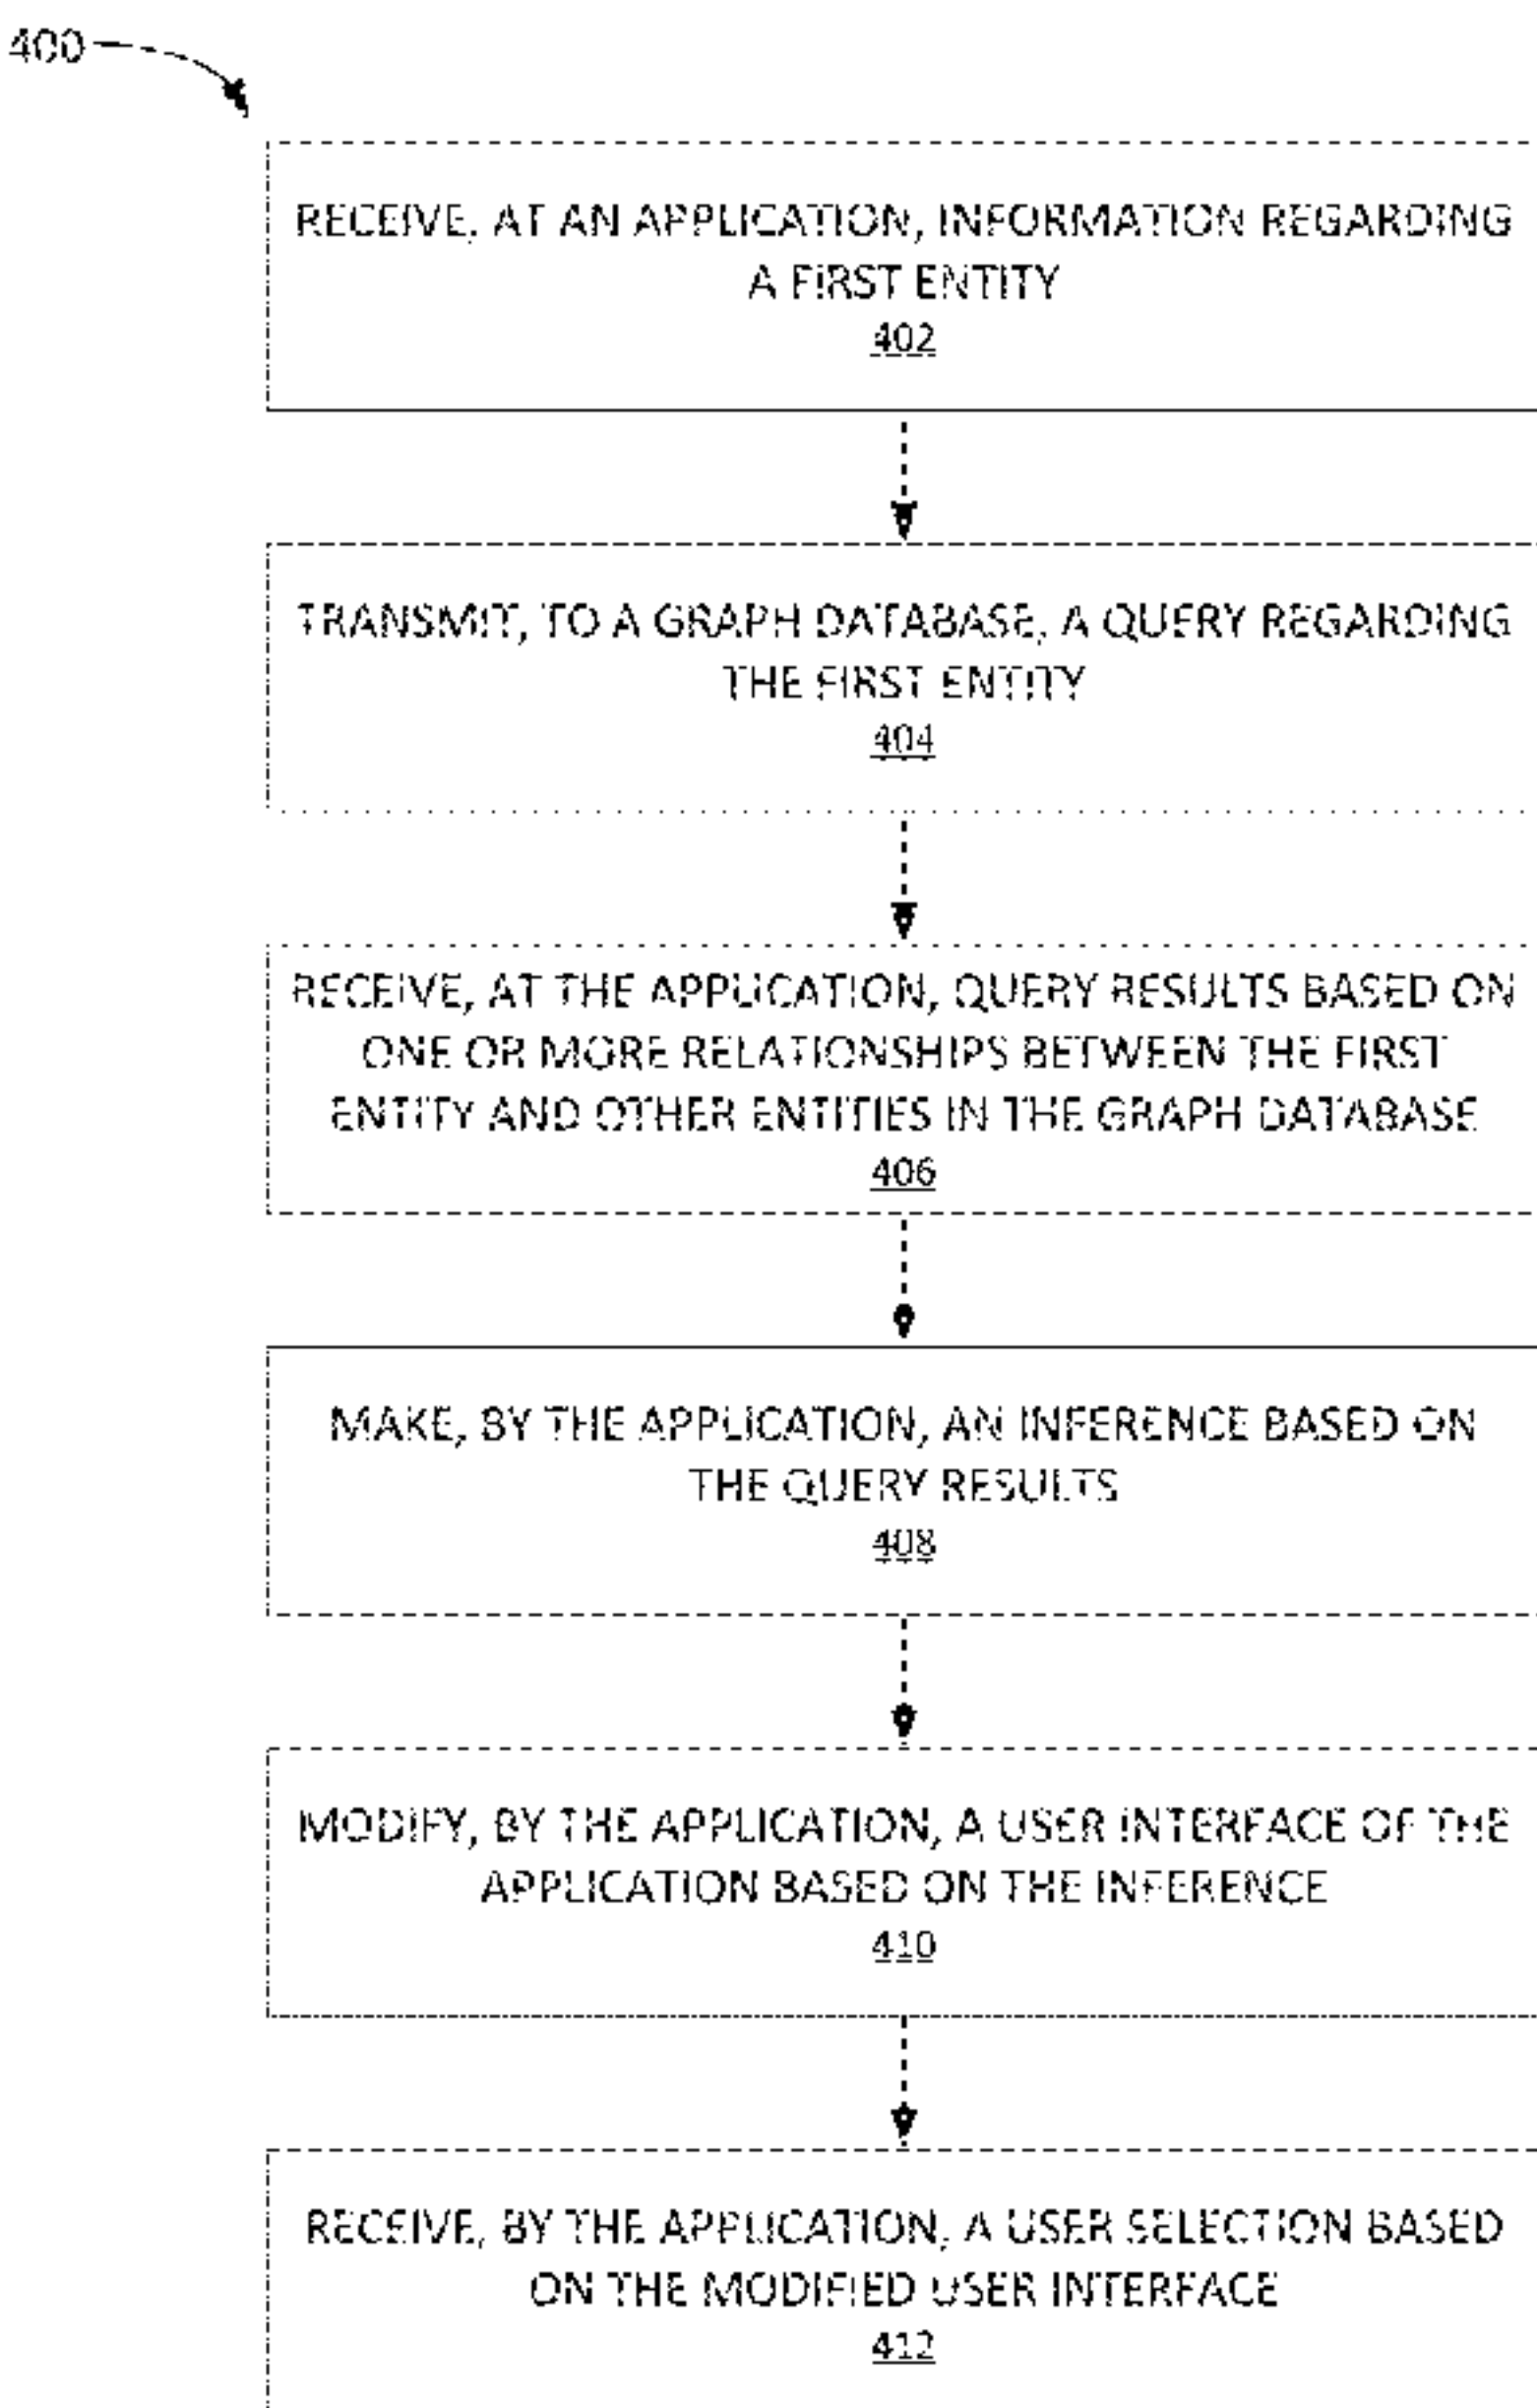 400
RECEIVE, AT AN APPLICATION, INFORMATION REGARDING
A FIRST ENTITY
402
TRANSMIT, TO A GRAPH DATABASE, A QUERY REGARDING
THE FIRST ENTITY
404
RECEIVE, AT THE APPLICATION, QUERY RESULTS BASED ON
ONE OR MORE RELATIONSHIPS BETWEEN THE FIRST
ENTITY AND OTHER ENTITIES IN THE GRAPH DATABASE
406
MAKE, BY THE APPLICATION, AN INFERENCE BASED ON
THE QUERY RESULTS
408
MODIFY, BY THE APPLICATION, A USER INTERFACE OF THE
APPLICATION BASED ON THE INFERENCE
410
RECEIVE, BY THE APPLICATION, A USER SELECTION BASED
ON THE MODIFIED USER INTERFACE
412